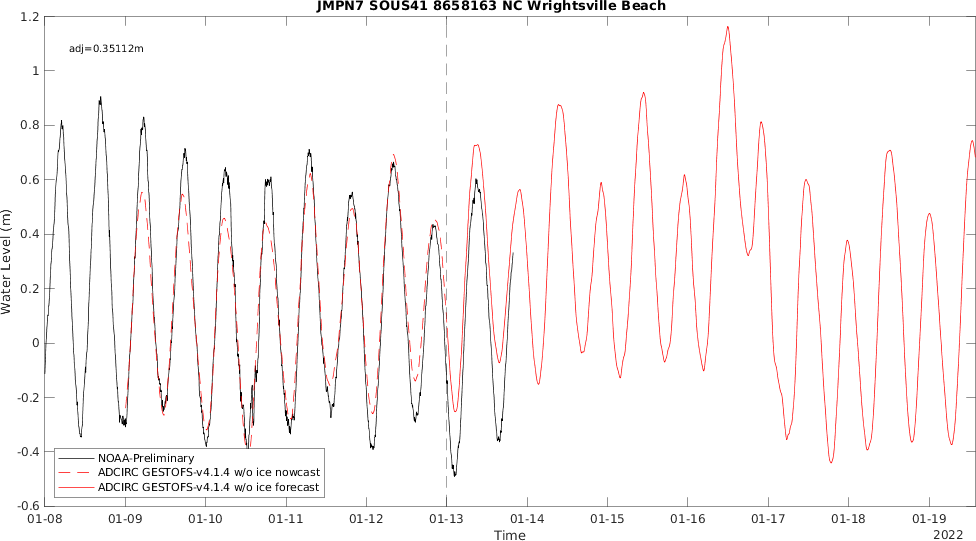 JMPN7 SOUS41 8658163 NC Wrightsville Beach
adj=0.35112m
Water Level (m)
1.2
1
0.8
0.6
0.4
0.2
0
-0.2
-0.4
-0.6
NOAA-Preliminary
ADCIRC GESTOFS-v4.1.4 w/o ice nowcast
ADCIRC GESTOFS-v4.1.4 w/o ice forecast
01-08 01-09 01-10 01-11 01-12 01-13 01-14 01-15 01-16 01-17 01-18 01-19
Time
2022